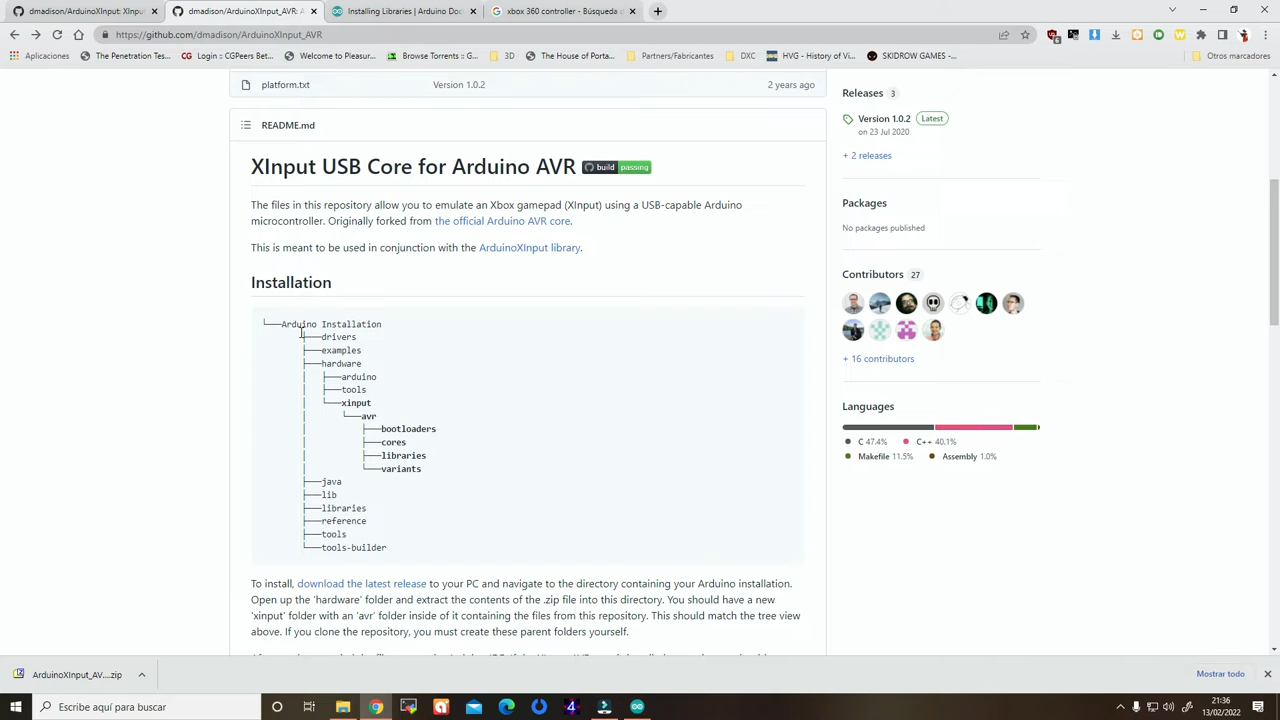 dmadison/ArduinoXInput: XInput
dmadison/ArduinoXInput_AVR: A
Installing Libraries | Arduino Doc
xbox 360 controller - Búsqueda d
https://github.com/dmadison/ArduinoXInput_AVR
Aplicaciones
The Penetration Test...
CG Login :: CGPeers Bet...
Welcome to Pleasur...
Browse Torrents :: G...
3D
The House of Porta...
Partners/Fabricantes
DXC
HVG - History of Vi...
SKIDROW GAMES -...
Otros marcadores
platform.txt
Version 1.0.2
2 years ago
README.md
XInput USB Core for Arduino AVR
build passing
The files in this repository allow you to emulate an Xbox gamepad (XInput) using a USB-capable Arduino
microcontroller. Originally forked from the official Arduino AVR core.
This is meant to be used in conjunction with the ArduinoXInput library.
Installation
└──Arduino Installation
├──drivers
├──examples
├──hardware
│ ├──arduino
│ ├──tools
│ └──xinput
│ └──avr
│ ├──bootloaders
│ ├──cores
│ ├──libraries
│ └──variants
├──java
├──lib
├──libraries
├──reference
├──tools
└──tools-builder
To install, download the latest release to your PC and navigate to the directory containing your Arduino installation.
Open up the 'hardware' folder and extract the contents of the .zip file into this directory. You should have a new
'xinput' folder with an 'avr' folder inside of it containing the files from this repository. This should match the tree view
above. If you clone the repository, you must create these parent folders yourself.
Releases 3
Version 1.0.2 Latest
on 23 Jul 2020
+ 2 releases
Packages
No packages published
Contributors 27
+ 16 contributors
Languages
C 47.4%
C++ 40.1%
Makefile 11.5%
Assembly 1.0%
ArduinoXInput_AV....zip
Mostrar todo
Escribe aquí para buscar
21:36
13/02/2022